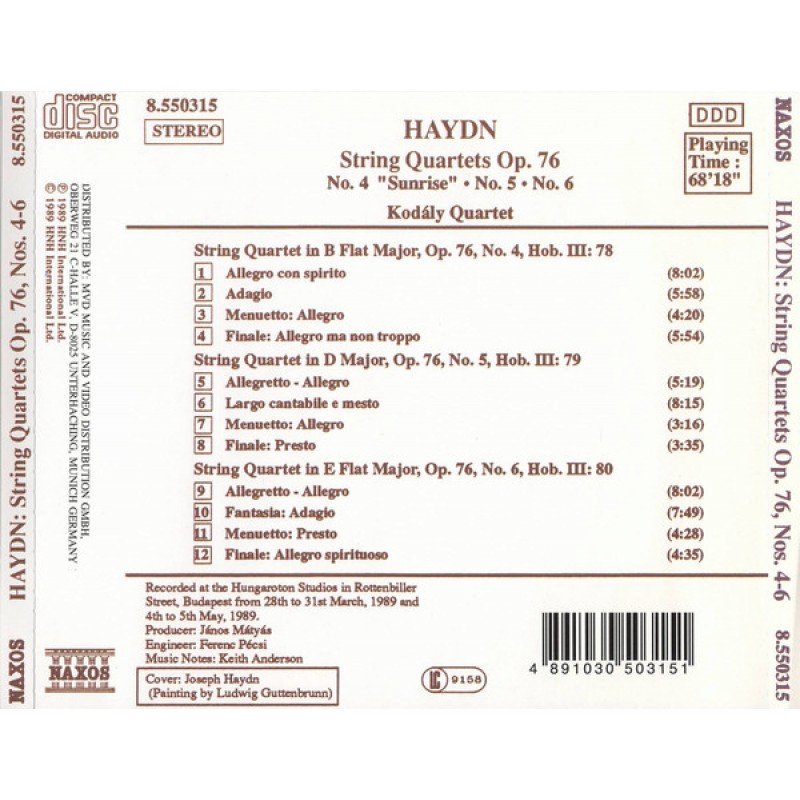 8.550315
HAYDN: String Quartets Op. 76, Nos. 4-6
NAXOS
COMPACT
disc
DIGITAL AUDIO
DISTRIBUTED BY: MVD MUSIC AND VIDEO DISTRIBUTION GMBH,
OBERWEG 21 C-HALLE V, D-8025 UNTERHACHING, MUNICH GERMANY
℗ 1989 HNH International Ltd.
© 1989 HNH International Ltd.
NAXOS
8.550315
STEREO
HAYDN
String Quartets Op. 76
No. 4 "Sunrise" • No. 5 • No. 6
Kodály Quartet
DDD
Playing
Time :
68'18"
String Quartet in B Flat Major, Op. 76, No. 4, Hob. III: 78
1 Allegro con spirito (8:02)
2 Adagio (5:58)
3 Menuetto: Allegro (4:20)
4 Finale: Allegro ma non troppo (5:54)
String Quartet in D Major, Op. 76, No. 5, Hob. III: 79
5 Allegretto - Allegro (5:19)
6 Largo cantabile e mesto (8:15)
7 Menuetto: Allegro (3:16)
8 Finale: Presto (3:35)
String Quartet in E Flat Major, Op. 76, No. 6, Hob. III: 80
9 Allegretto - Allegro (8:02)
10 Fantasia: Adagio (7:49)
11 Menuetto: Presto (4:28)
12 Finale: Allegro spirituoso (4:35)
Recorded at the Hungaroton Studios in Rottenbiller
Street, Budapest from 28th to 31st March, 1989 and
4th to 5th May, 1989.
Producer: János Mátyás
Engineer: Ferenc Pécsi
Music Notes: Keith Anderson
Cover: Joseph Haydn
(Painting by Ludwig Guttenbrunn)
LC 9158
4 891030 503151
NAXOS
HAYDN: String Quartets Op. 76, Nos. 4-6
8.550315